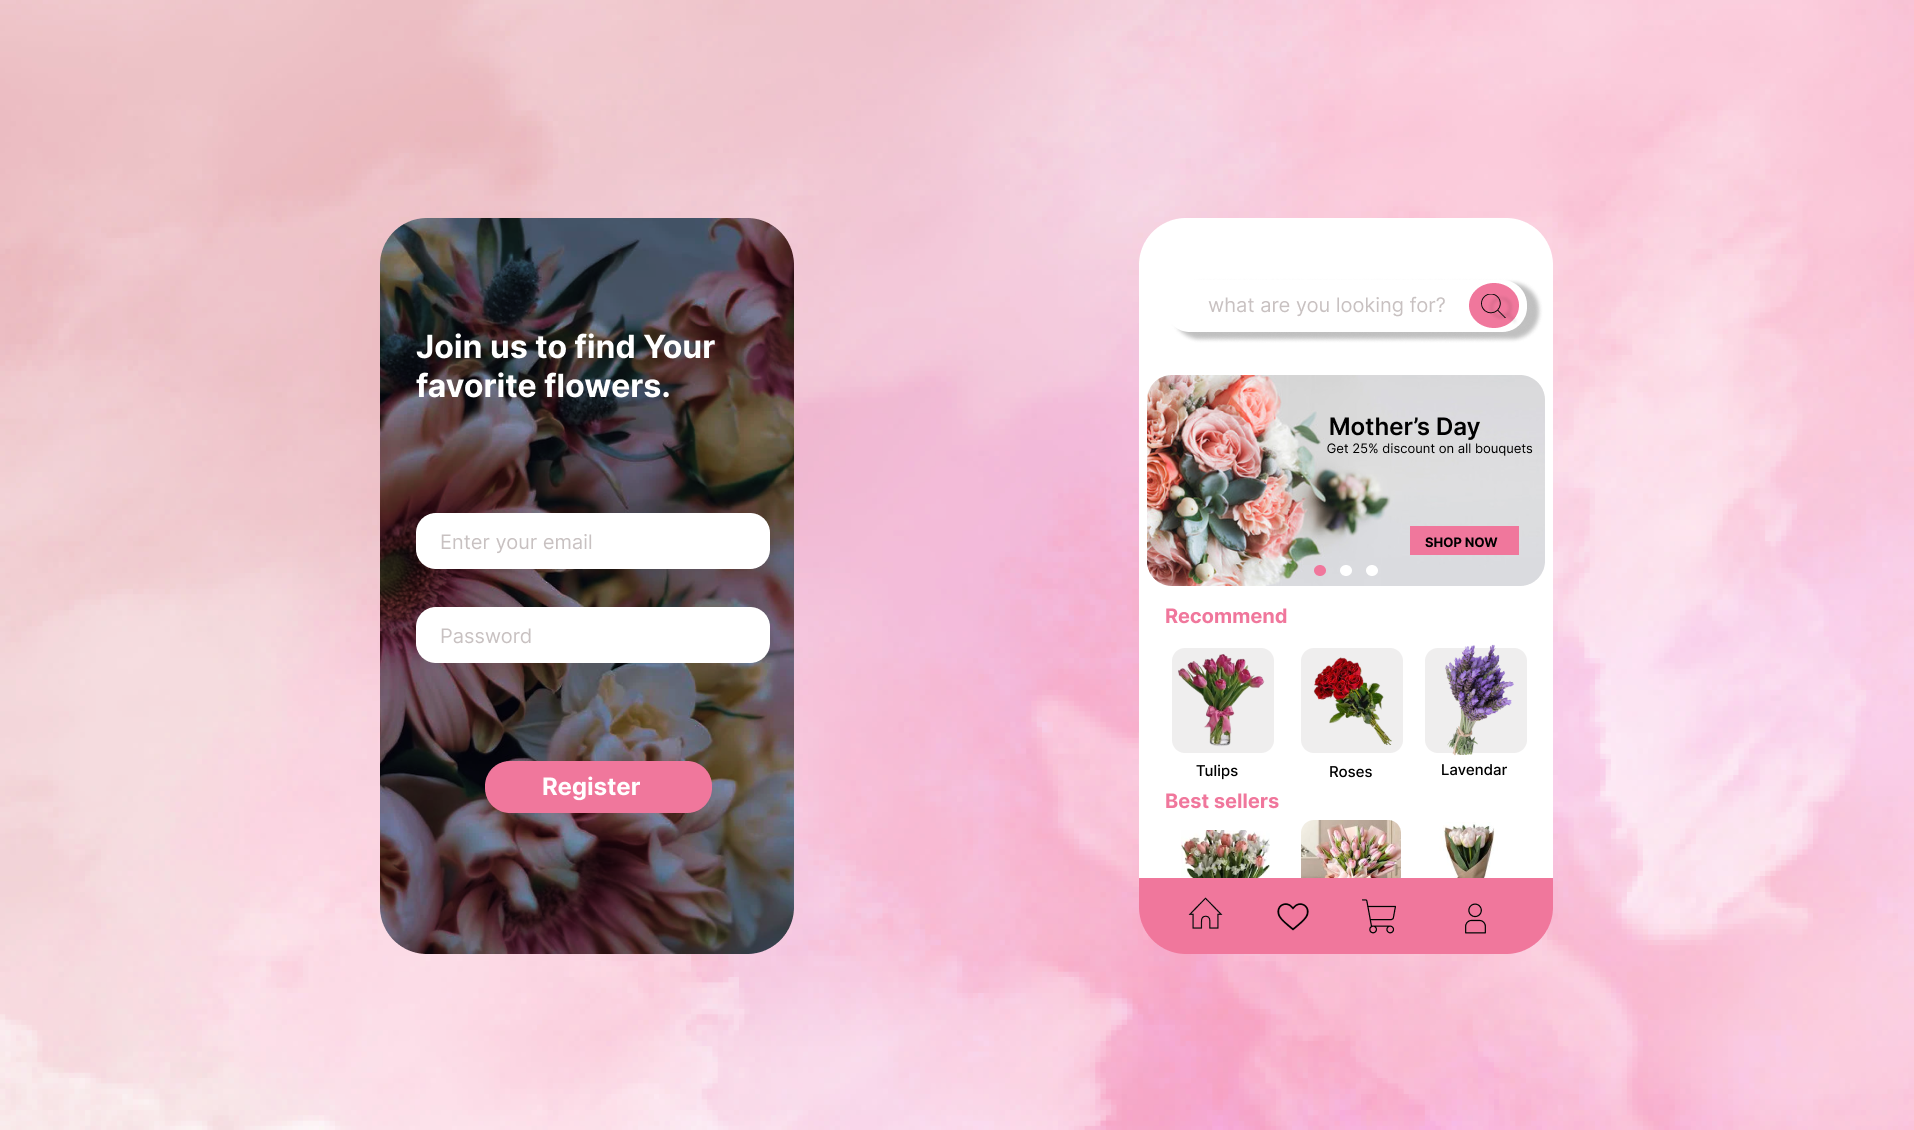 Join us to find Your
favorite flowers.
Enter your email
Password
Register
what are you looking for?
Mother’s Day
Get 25% discount on all bouquets
SHOP NOW
Recommend
Tulips
Roses
Lavendar
Best sellers